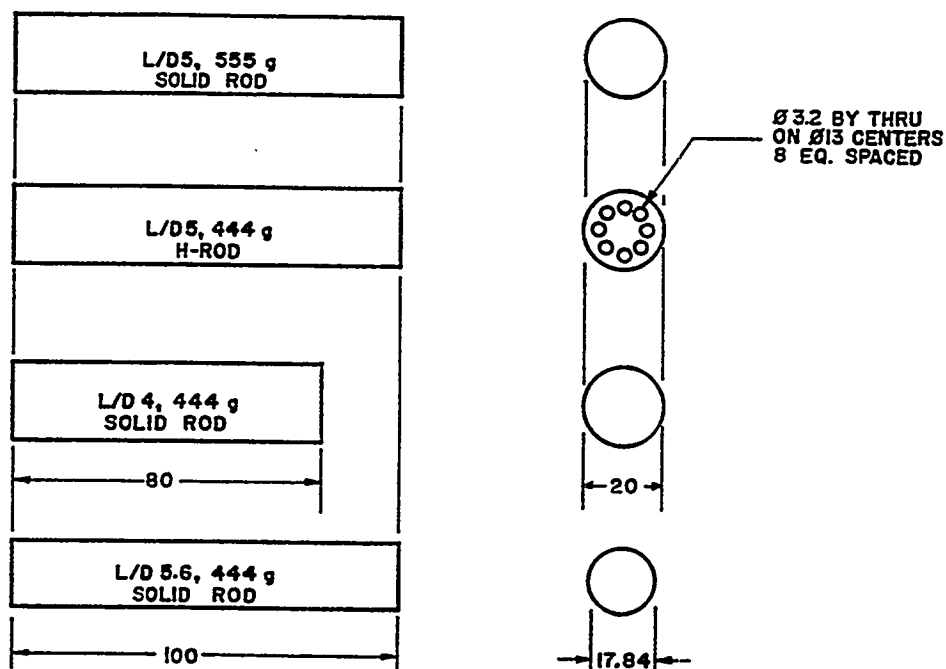 L/D5, 555 g
SOLID ROD
Ø 3.2 BY THRU
ON Ø13 CENTERS
8 EQ. SPACED
L/D5, 444 g
H-ROD
L/D 4, 444 g
SOLID ROD
80
20
L/D 5.6, 444 g
SOLID ROD
100
17.84